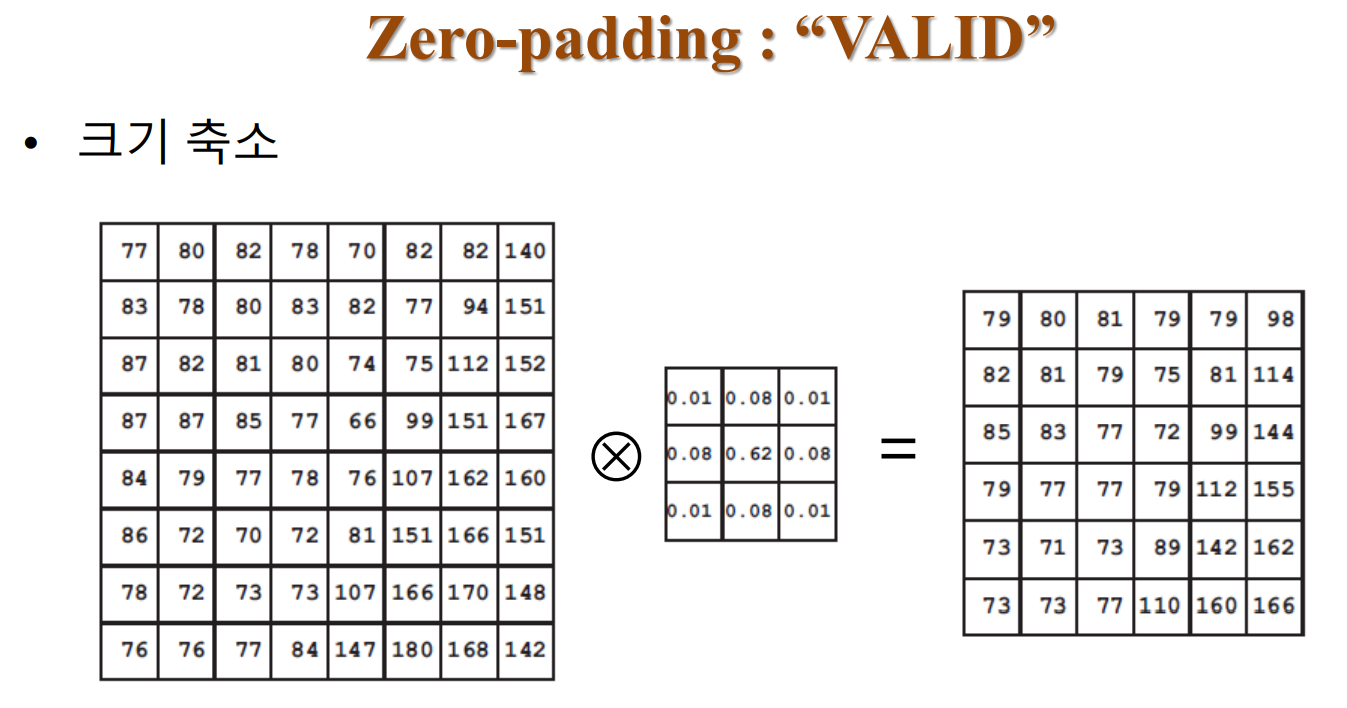 Zero-padding : “VALID”
• 크기 축소
77 80 82 78 70 82 82 140
83 78 80 83 82 77 94 151
87 82 81 80 74 75 112 152
87 87 85 77 66 99 151 167
84 79 77 78 76 107 162 160
86 72 70 72 81 151 166 151
78 72 73 73 107 166 170 148
76 76 77 84 147 180 168 142
⊗
0.01 0.08 0.01
0.08 0.62 0.08
0.01 0.08 0.01
=
79 80 81 79 79 98
82 81 79 75 81 114
85 83 77 72 99 144
79 77 77 79 112 155
73 71 73 89 142 162
73 73 77 110 160 166